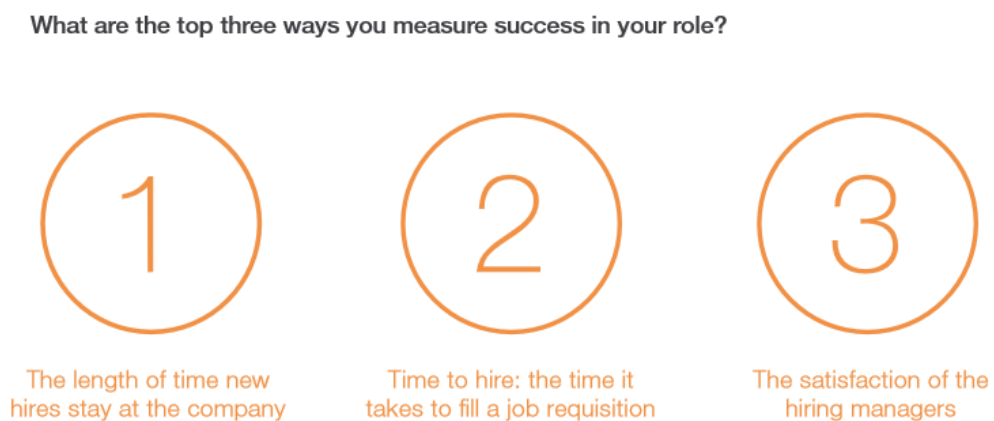 What are the top three ways you measure success in your role?
1
2
3
The length of time new
hires stay at the company
Time to hire: the time it
takes to fill a job requisition
The satisfaction of the
hiring managers